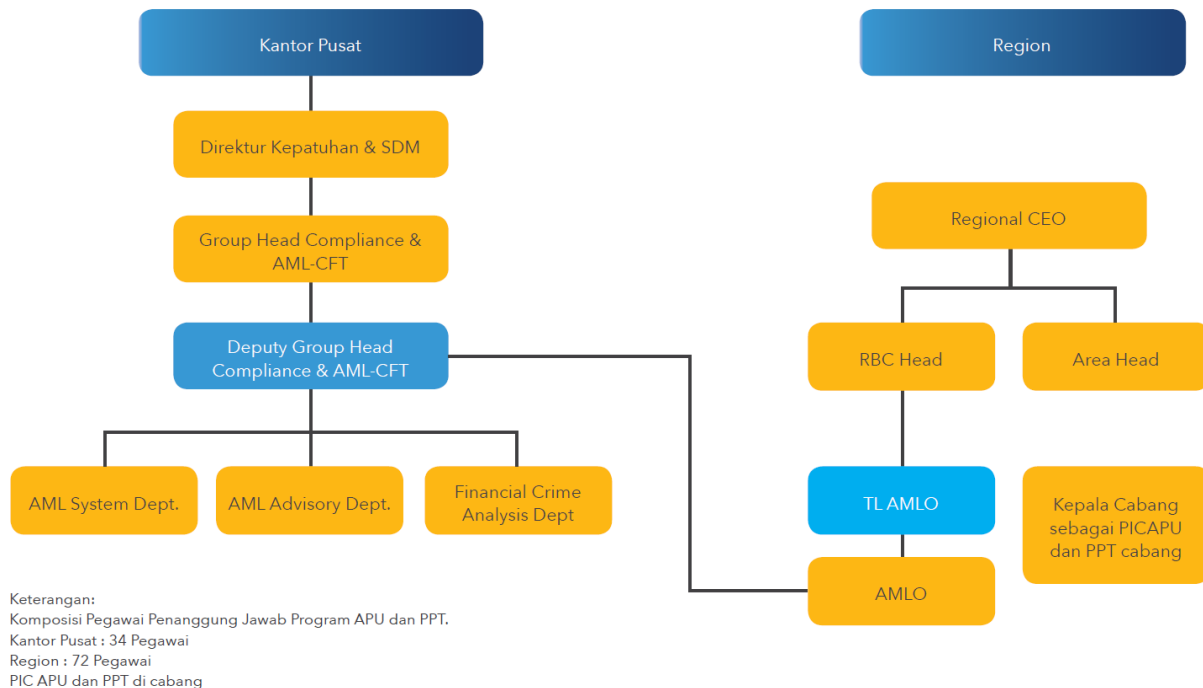 Kantor Pusat
Region
Direktur Kepatuhan & SDM
Group Head Compliance &
AML-CFT
Regional CEO
Deputy Group Head
Compliance & AML-CFT
RBC Head
Area Head
AML System Dept.
AML Advisory Dept.
Financial Crime
Analysis Dept
TL AMLO
Kepala Cabang
sebagai PICAPU
dan PPT cabang
AMLO
Keterangan:
Komposisi Pegawai Penanggung Jawab Program APU dan PPT.
Kantor Pusat : 34 Pegawai
Region : 72 Pegawai
PIC APU dan PPT di cabang